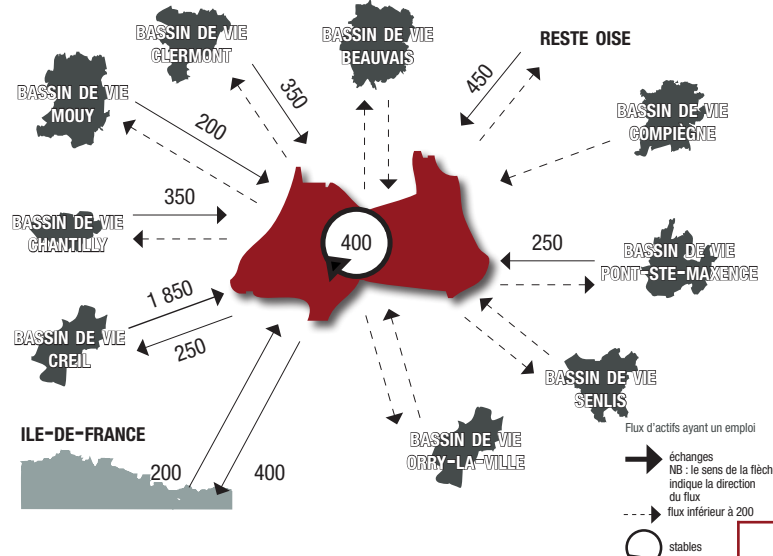 BASSIN DE VIE
CLERMONT
BASSIN DE VIE
BEAUVAIS
RESTE OISE
BASSIN DE VIE
MOUY
350
450
200
BASSIN DE VIE
COMPIÈGNE
350
BASSIN DE VIE
CHANTILLY
400
250
BASSIN DE VIE
PONT-STE-MAXENCE
1 850
BASSIN DE VIE
CREIL
250
BASSIN DE VIE
SENLIS
ILE-DE-FRANCE
200
400
BASSIN DE VIE
ORRY-LA-VILLE
Flux d'actifs ayant un emploi
échanges
NB : le sens de la flèch
indique la direction
du flux
flux inférieur à 200
stables